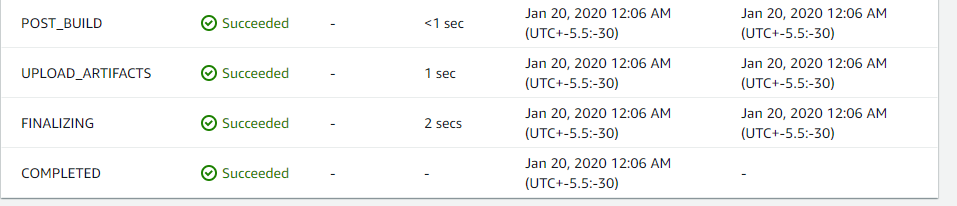 POST_BUILD Succeeded - <1 sec Jan 20, 2020 12:06 AM Jan 20, 2020 12:06 AM
(UTC+-5.5:-30) (UTC+-5.5:-30)
UPLOAD_ARTIFACTS Succeeded - 1 sec Jan 20, 2020 12:06 AM Jan 20, 2020 12:06 AM
(UTC+-5.5:-30) (UTC+-5.5:-30)
FINALIZING Succeeded - 2 secs Jan 20, 2020 12:06 AM Jan 20, 2020 12:06 AM
(UTC+-5.5:-30) (UTC+-5.5:-30)
COMPLETED Succeeded - - Jan 20, 2020 12:06 AM -
(UTC+-5.5:-30)